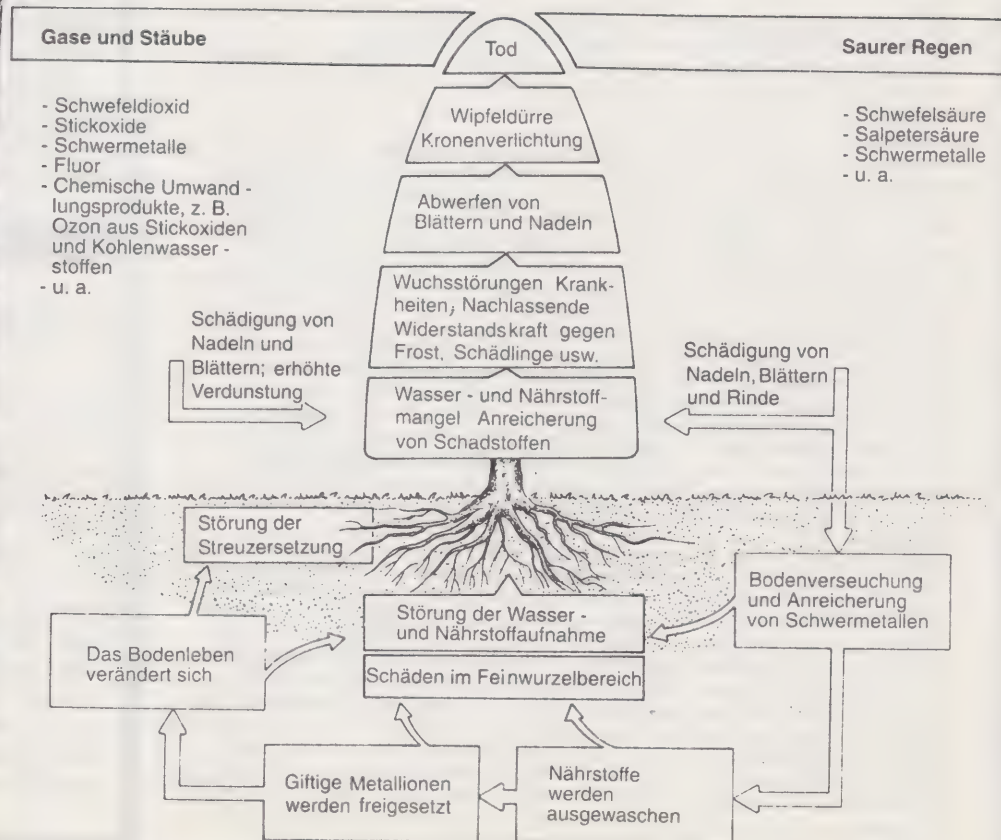 Gase und Stäube
Tod
Saurer Regen
- Schwefeldioxid
- Stickoxide
- Schwermetalle
- Fluor
- Chemische Umwand -
lungsprodukte, z. B.
Ozon aus Stickoxiden
und Kohlenwasser -
stoffen
- u. a.
Wipfeldürre
Kronenverlichtung
- Schwefelsäure
- Salpetersäure
- Schwermetalle
- u. a.
Abwerfen von
Blättern und Nadeln
Wuchsstörungen Krank-
heiten, Nachlassende
Widerstandskraft gegen
Frost, Schädlinge usw.
Schädigung von
Nadeln und
Blättern; erhöhte
Verdunstung
Schädigung von
Nadeln, Blättern
und Rinde
Wasser - und Nährstoff-
mangel Anreicherung
von Schadstoffen
Störung der
Streuzersetzung
Störung der Wasser -
und Nährstoffaufnahme
Bodenverseuchung
und Anreicherung
von Schwermetallen
Das Bodenleben
verändert sich
Schäden im Feinwurzelbereich
Giftige Metallionen
werden freigesetzt
Nährstoffe
werden
ausgewaschen